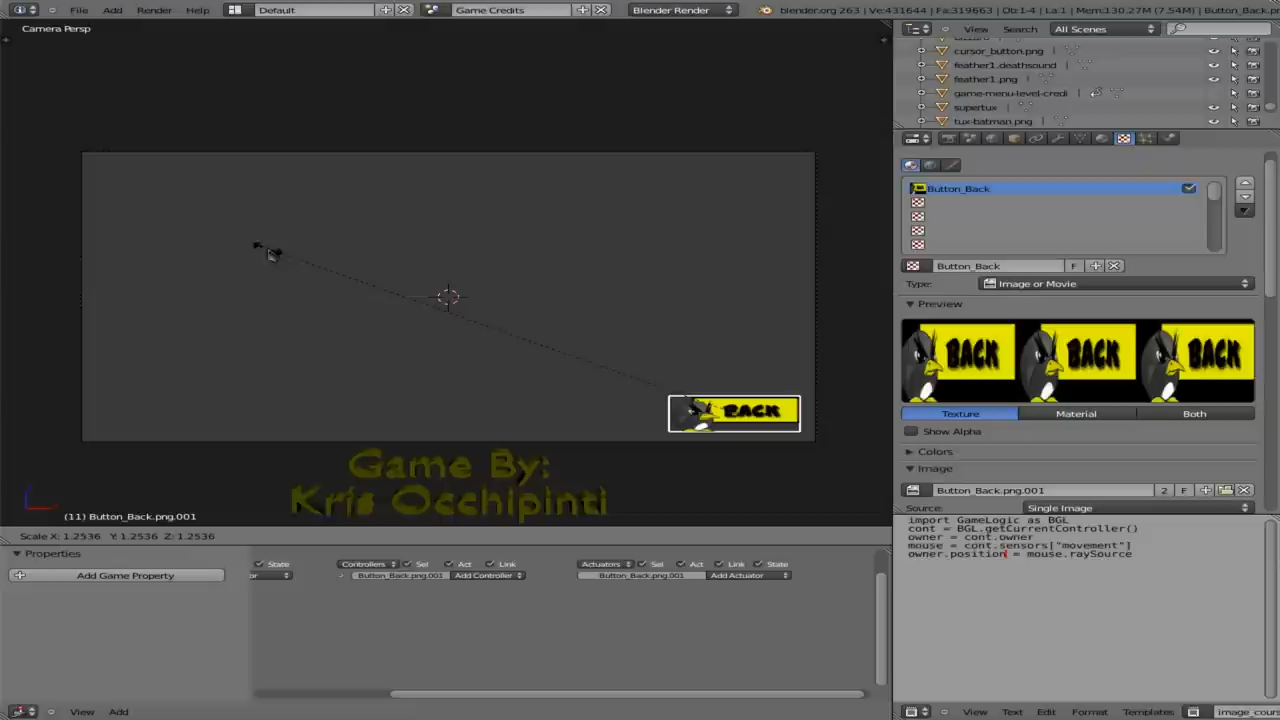 File Add Render Help Default Game Credits Blender Render blender.org 263 | Ve:431644 | Fa:319663 | Ob:1-4 | La:1 | Mem:130.27M (7.54M) | Button_Back.p
Camera Persp
View Search All Scenes
cursor_button.png
feather1.deathsound
feather1.png
game-menu-level-credi
supertux
tux-batman.png
Button_Back
Button_Back F
Type: Image or Movie
Preview
BACK BACK BACK
Texture Material Both
Show Alpha
Colors
Image
Button_Back.png.001 2 F
Source: Single Image
BACK
Game By:
Kris Occhipinti
(11) Button_Back.png.001
Scale X: 1.2536 Y: 1.2536 Z: 1.2536
Properties
Add Game Property
State Controllers Sel Act Link Actuators Sel Act Link State
or Button_Back.png.001 Add Controller Button_Back.png.001 Add Actuator
import GameLogic as BGL
cont = BGL.getCurrentController()
owner = cont.owner
mouse = cont.sensors["movement"]
owner.position = mouse.raySource
View Add
View Text Edit Format Templates image_cours